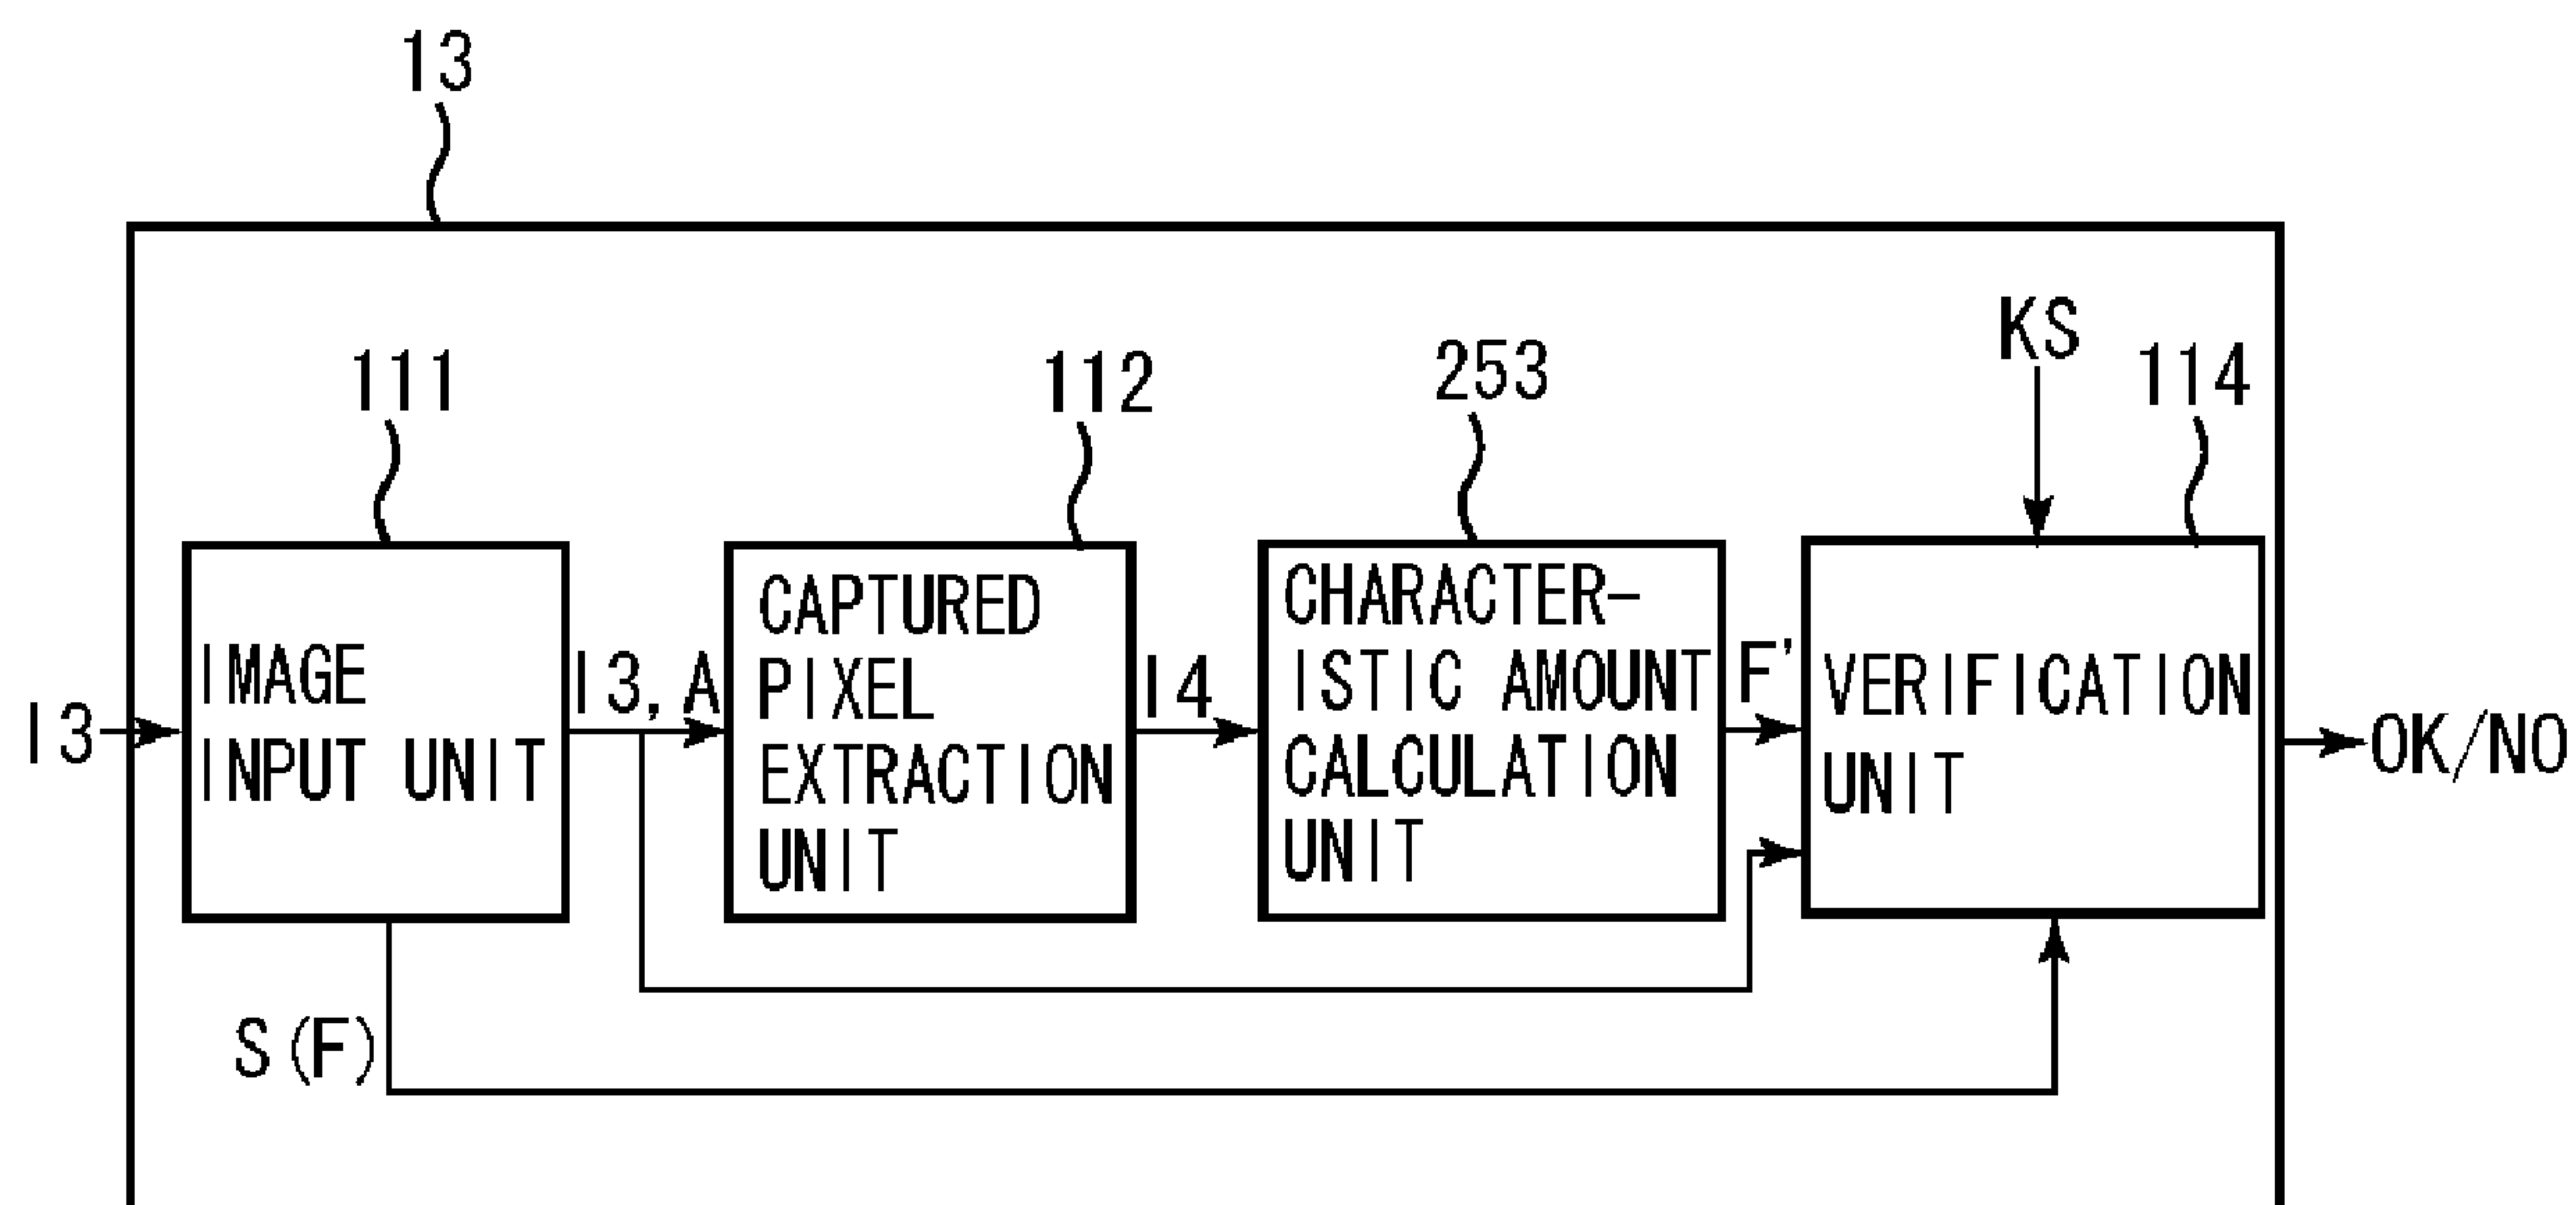 13
KS
111
112
253
114
IMAGE
INPUT UNIT
CAPTURED
PIXEL
EXTRACTION
UNIT
CHARACTER-
ISTIC AMOUNT
CALCULATION
UNIT
VERIFICATION
UNIT
I3
I3, A
I4
F'
OK/NO
S(F)